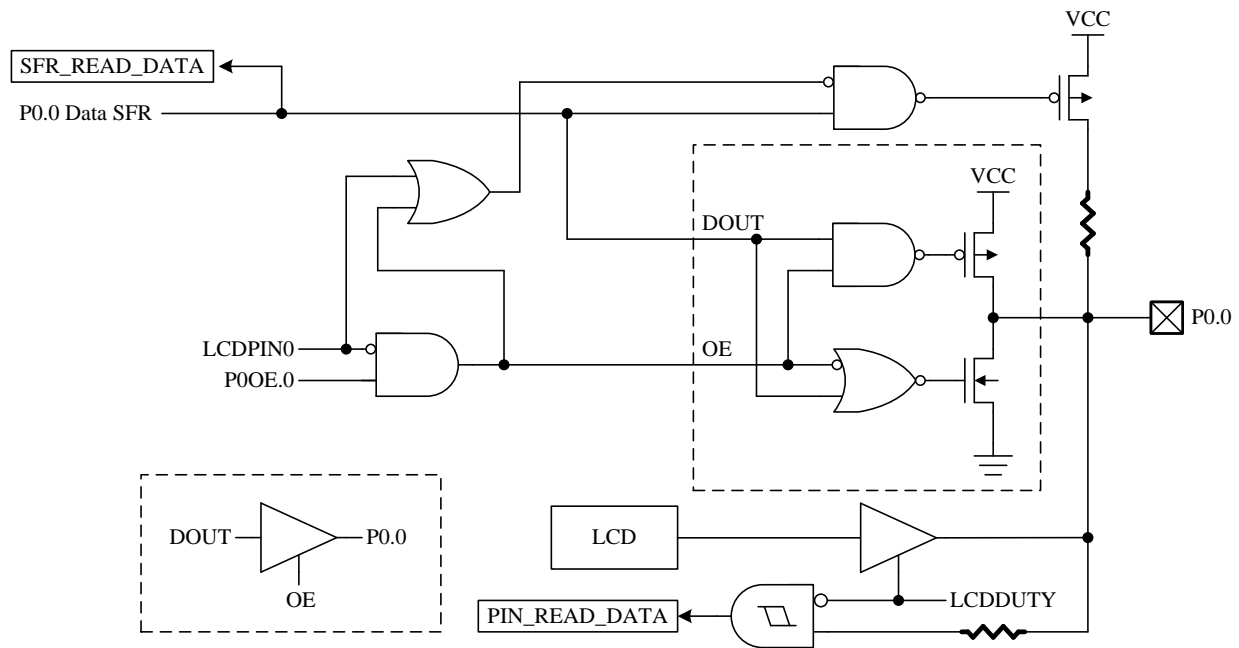 VCC
SFR_READ_DATA
P0.0 Data SFR
VCC
DOUT
P0.0
LCDPIN0
OE
P0OE.0
DOUT
P0.0
LCD
OE
LCDDUTY
PIN_READ_DATA